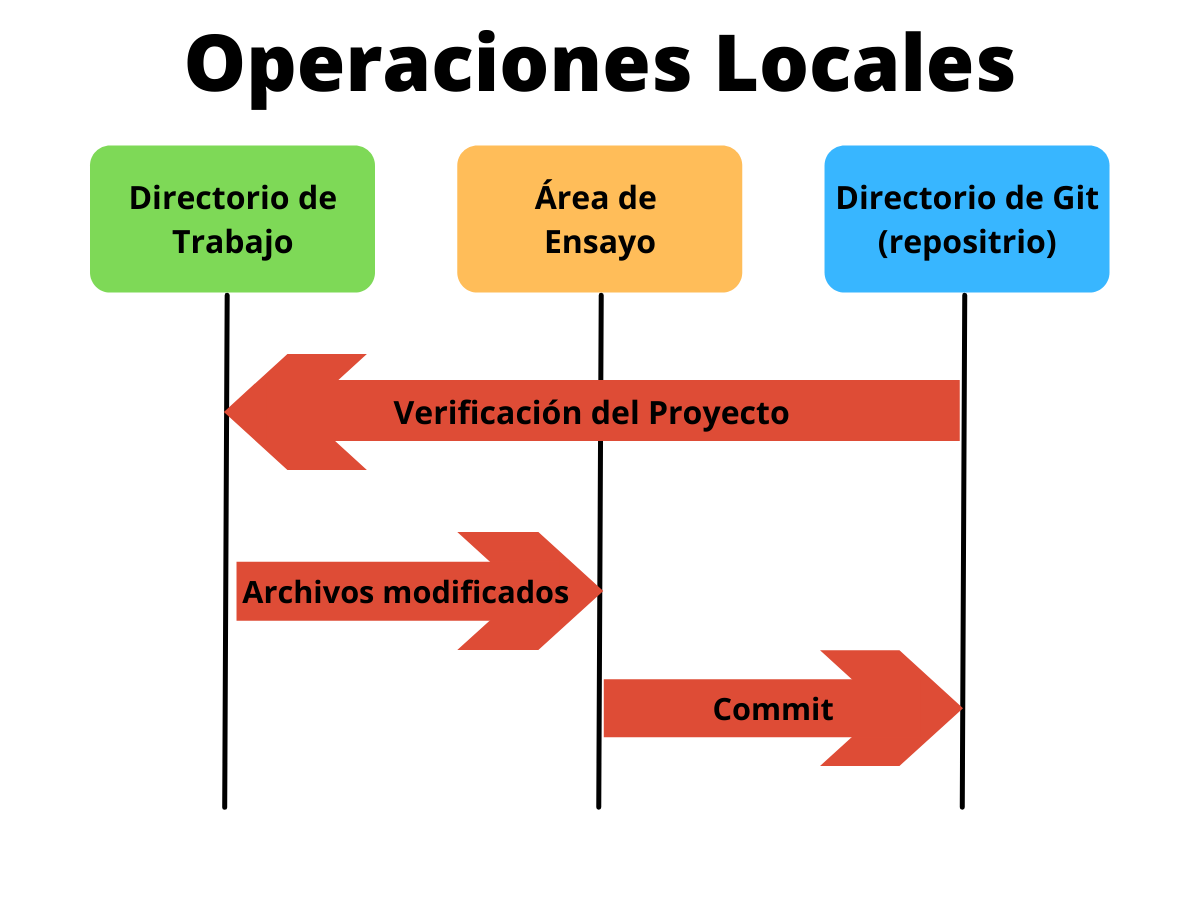 Operaciones Locales
Directorio de
Trabajo
Área de
Ensayo
Directorio de Git
(repositrio)
Verificación del Proyecto
Archivos modificados
Commit